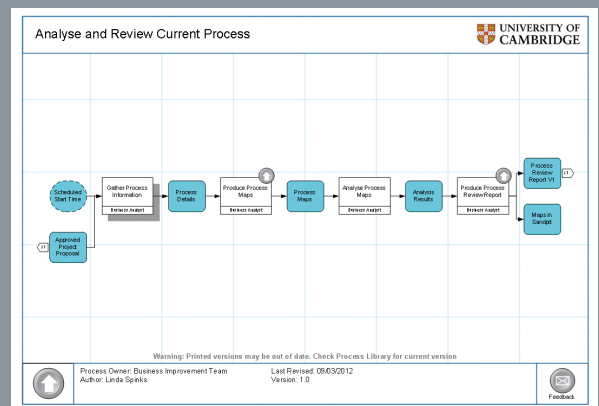 Analyse and Review Current Process
UNIVERSITY OF
CAMBRIDGE
Scheduled
Start Time
Gather Process
Information
Business Analyst
Process
Details
Produce Process
Maps
Business Analyst
Process
Maps
Analyse Process
Maps
Business Analyst
Analysis
Results
Produce Process
Review Report
Business Analyst
Process
Review
Report V1
Maps in
Sandpit
Approved
Project
Proposal
Warning: Printed versions may be out of date. Check Process Library for current version
Process Owner: Business Improvement Team
Author: Linda Spinks
Last Revised: 09/03/2012
Version: 1.0
Feedback